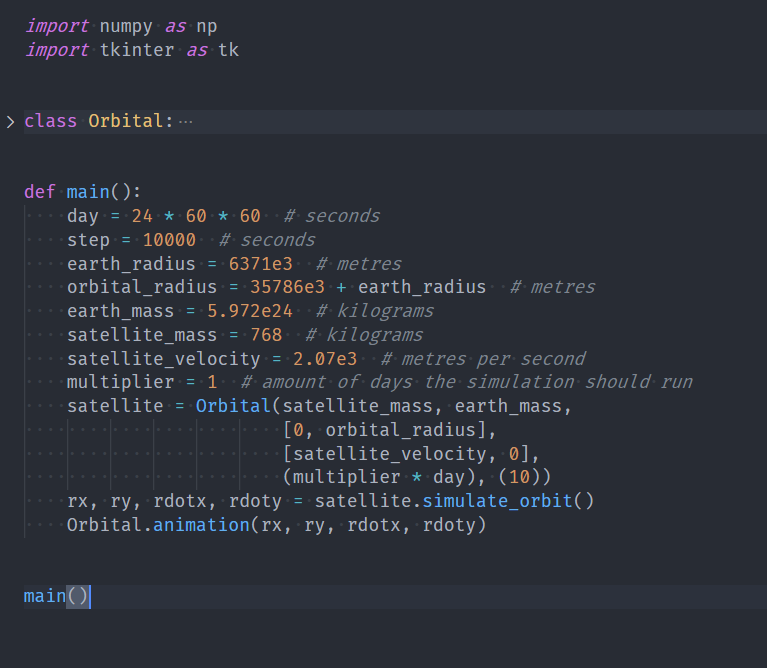 import numpy as np
import tkinter as tk
class Orbital:···
def main():
    day = 24 * 60 * 60  # seconds
    step = 10000  # seconds
    earth_radius = 6371e3  # metres
    orbital_radius = 35786e3 + earth_radius  # metres
    earth_mass = 5.972e24  # kilograms
    satellite_mass = 768  # kilograms
    satellite_velocity = 2.07e3  # metres per second
    multiplier = 1  # amount of days the simulation should run
    satellite = Orbital(satellite_mass, earth_mass,
                        [0, orbital_radius],
                        [satellite_velocity, 0],
                        (multiplier * day), (10))
    rx, ry, rdotx, rdoty = satellite.simulate_orbit()
    Orbital.animation(rx, ry, rdotx, rdoty)
main()